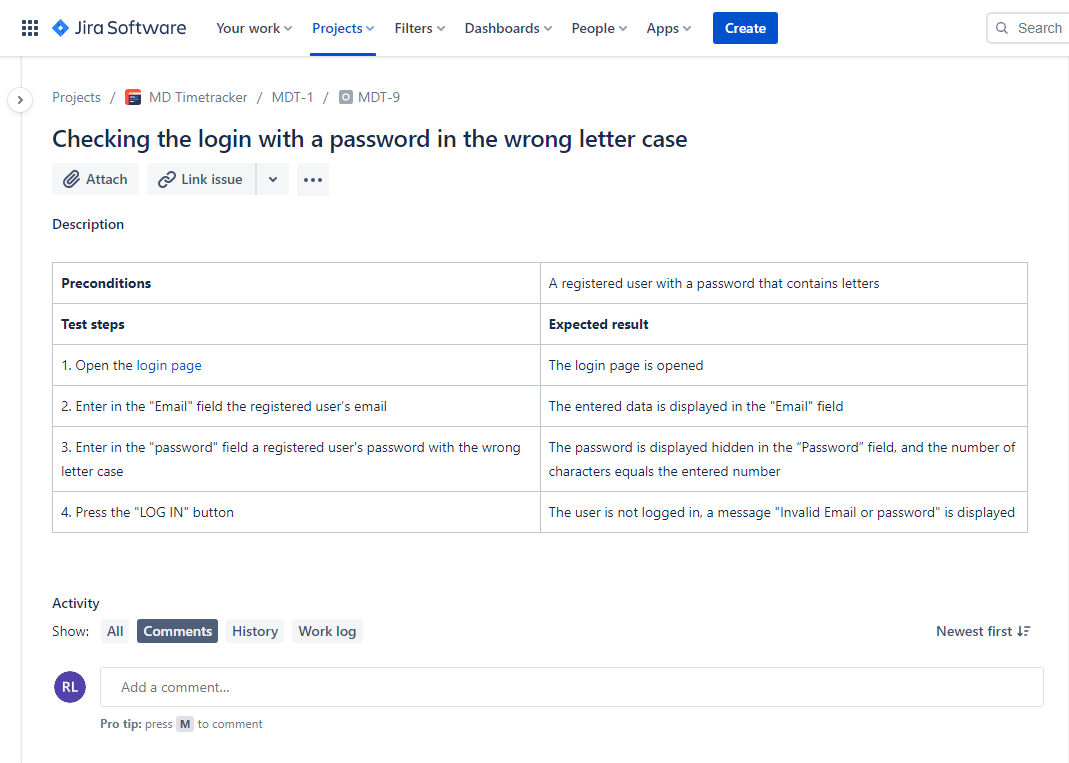 Jira Software Your work Projects Filters Dashboards People Apps Create Search
Projects / MD Timetracker / MDT-1 / MDT-9
Checking the login with a password in the wrong letter case
Attach Link issue
Description
Preconditions A registered user with a password that contains letters
Test steps Expected result
1. Open the login page The login page is opened
2. Enter in the "Email" field the registered user’s email The entered data is displayed in the "Email" field
3. Enter in the "password" field a registered user's password with the wrong
letter case
The password is displayed hidden in the “Password” field, and the number of
characters equals the entered number
4. Press the "LOG IN" button The user is not logged in, a message "Invalid Email or password" is displayed
Activity
Show: All Comments History Work log Newest first
RL Add a comment...
Pro tip: press M to comment